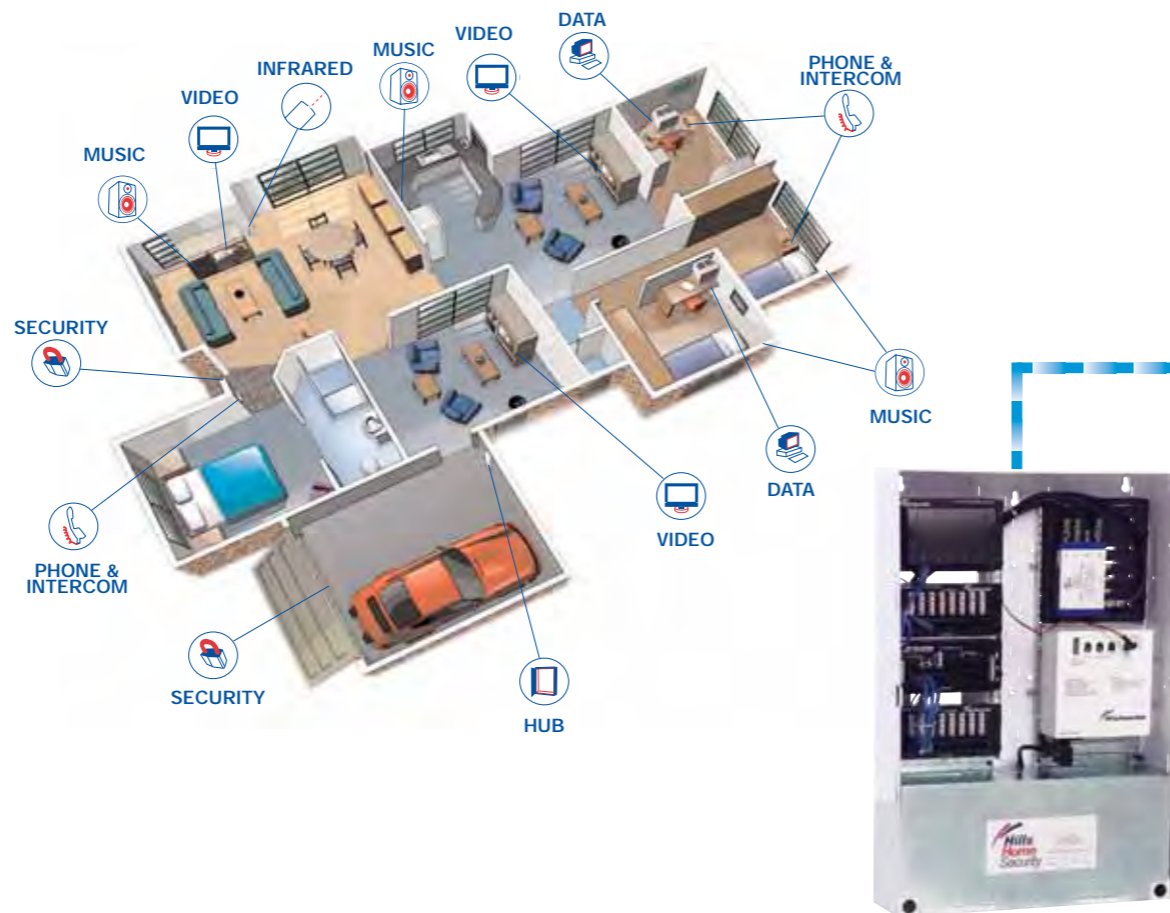 DATA
VIDEO
MUSIC
PHONE &
INTERCOM
INFRARED
VIDEO
MUSIC
SECURITY
MUSIC
DATA
VIDEO
PHONE &
INTERCOM
SECURITY
HUB
Hills
Home
Security